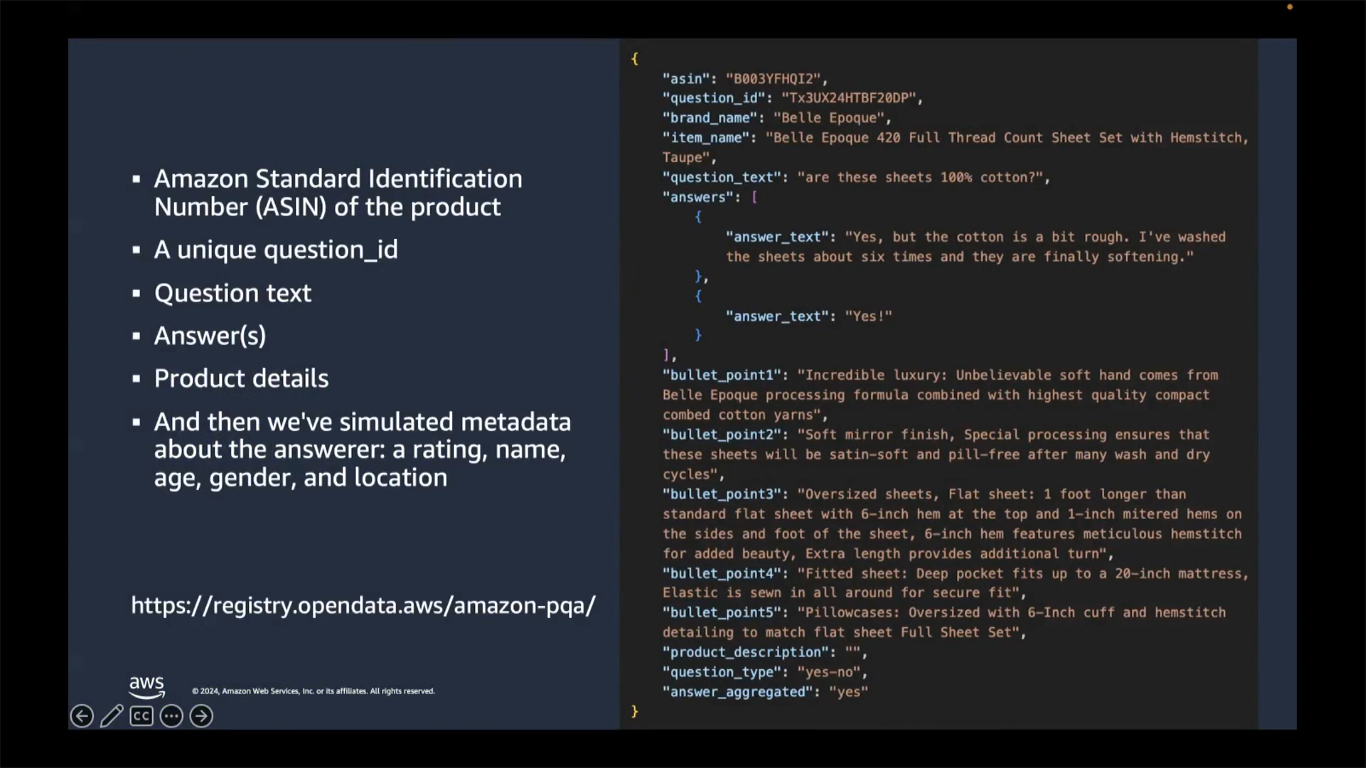 ▪ Amazon Standard Identification
Number (ASIN) of the product
▪ A unique question_id
▪ Question text
▪ Answer(s)
▪ Product details
▪ And then we've simulated metadata
about the answerer: a rating, name,
age, gender, and location
https://registry.opendata.aws/amazon-pqa/
aws
© 2024, Amazon Web Services, Inc. or its affiliates. All rights reserved.
CC
{
"asin": "B003YFHQI2",
"question_id": "Tx3UX24HTBF20DP",
"brand_name": "Belle Epoque",
"item_name": "Belle Epoque 420 Full Thread Count Sheet Set with Hemstitch,
Taupe",
"question_text": "are these sheets 100% cotton?",
"answers": [
{
"answer_text": "Yes, but the cotton is a bit rough. I've washed
the sheets about six times and they are finally softening."
},
{
"answer_text": "Yes!"
}
],
"bullet_point1": "Incredible luxury: Unbelievable soft hand comes from
Belle Epoque processing formula combined with highest quality compact
combed cotton yarns",
"bullet_point2": "Soft mirror finish, Special processing ensures that
these sheets will be satin-soft and pill-free after many wash and dry
cycles",
"bullet_point3": "Oversized sheets, Flat sheet: 1 foot longer than
standard flat sheet with 6-inch hem at the top and 1-inch mitered hems on
the sides and foot of the sheet, 6-inch hem features meticulous hemstitch
for added beauty, Extra length provides additional turn",
"bullet_point4": "Fitted sheet: Deep pocket fits up to a 20-inch mattress,
Elastic is sewn in all around for secure fit",
"bullet_point5": "Pillowcases: Oversized with 6-Inch cuff and hemstitch
detailing to match flat sheet Full Sheet Set",
"product_description": "",
"question_type": "yes-no",
"answer_aggregated": "yes"
}